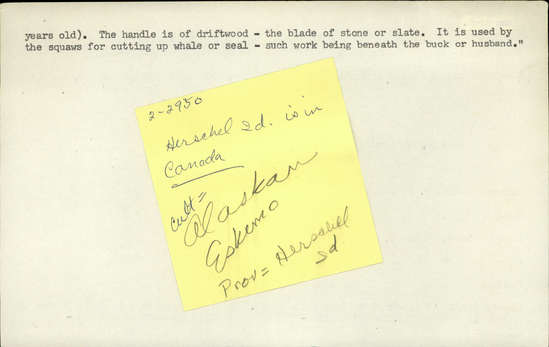 years old).  The handle is of driftwood - the blade of stone or slate.  It is used by
the squaws for cutting up whale or seal - such work being beneath the buck or husband."
2-2950
Herschel Id. is in
Canada
Cult=
Alaskan
Eskimo
Prov= Herschel
Id